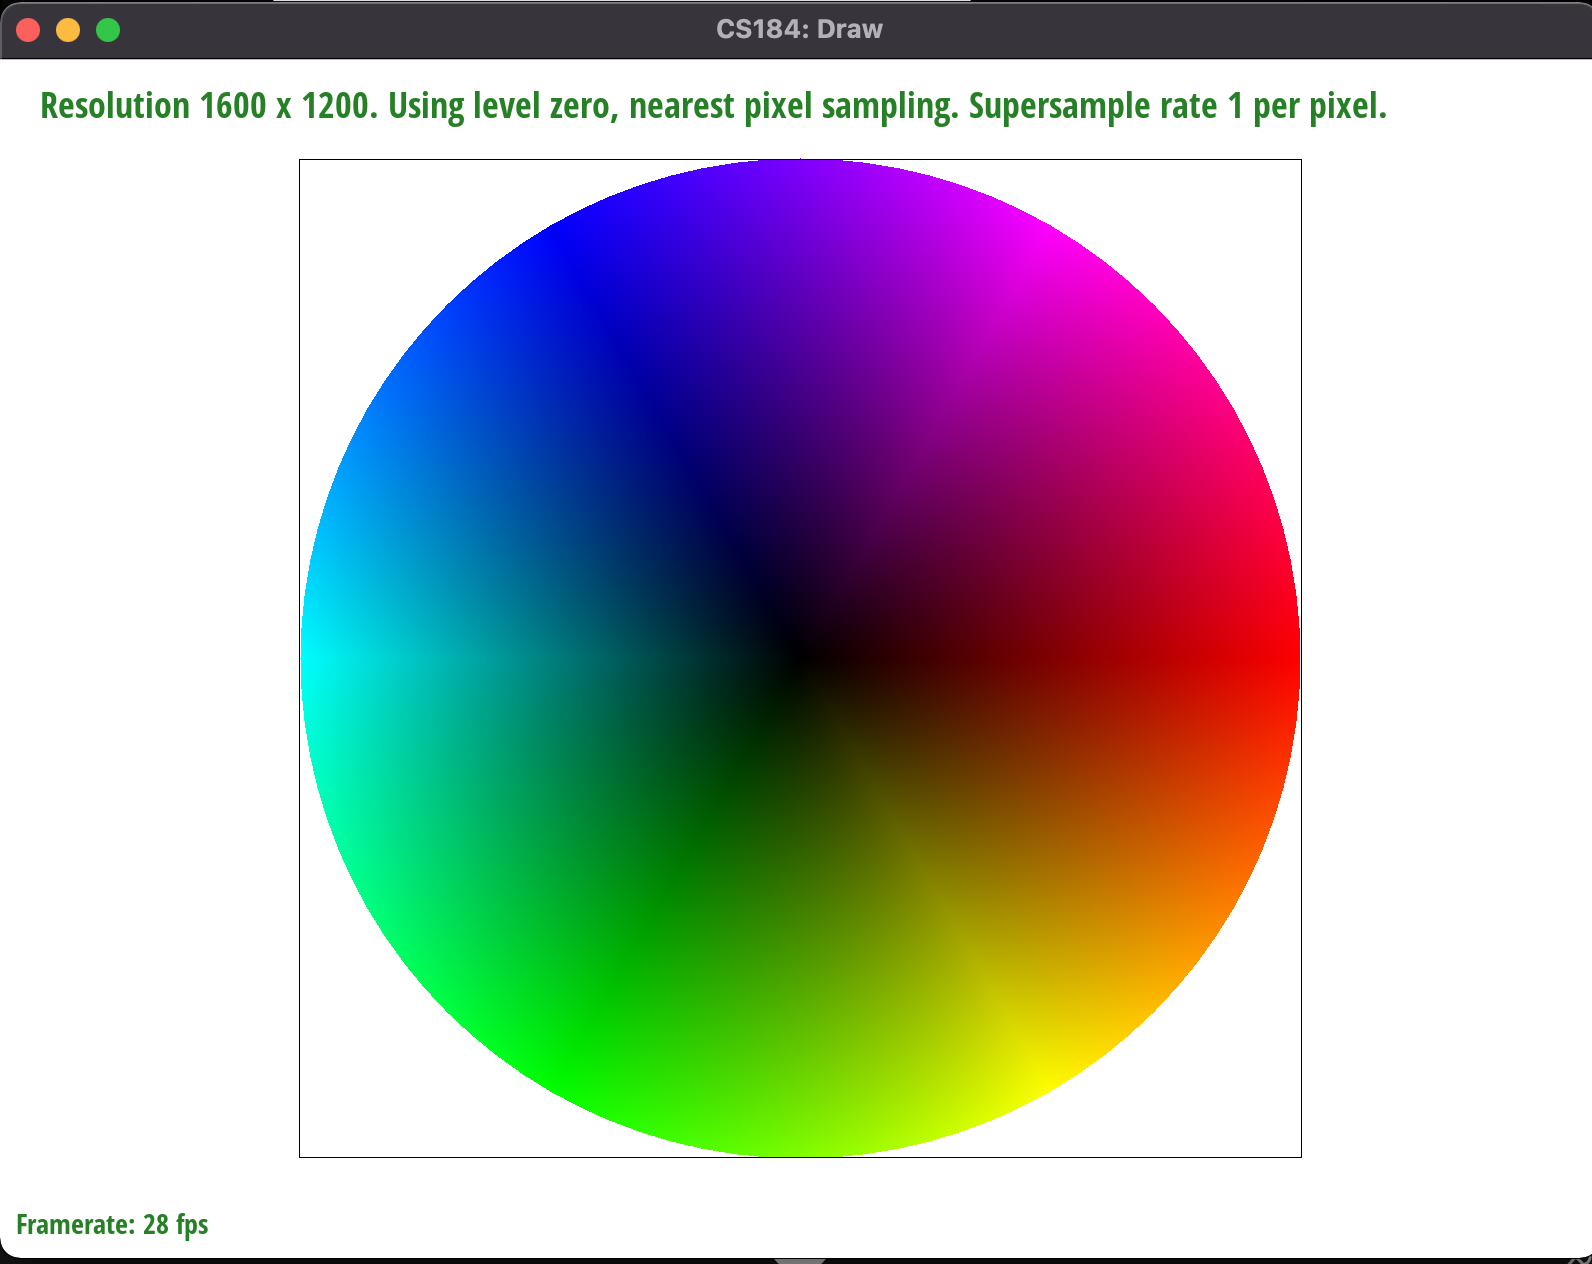 CS184: Draw
Resolution 1600 x 1200. Using level zero, nearest pixel sampling. Supersample rate 1 per pixel.
Framerate: 28 fps